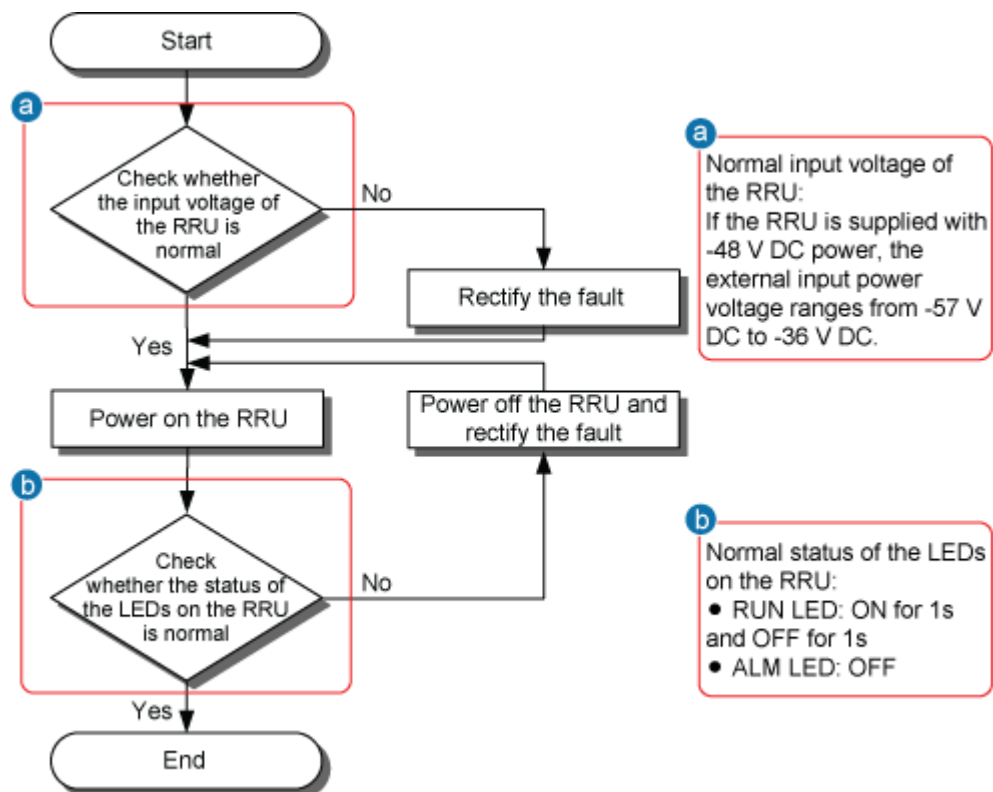 Start
a
Check whether
the input voltage of
the RRU is
normal
No
Rectify the fault
Yes
Power on the RRU
Power off the RRU and
rectify the fault
b
Check
whether the status of
the LEDs on the RRU
is normal
No
Yes
End
a
Normal input voltage of
the RRU:
If the RRU is supplied with
-48 V DC power, the
external input power
voltage ranges from -57 V
DC to -36 V DC.
b
Normal status of the LEDs
on the RRU:
● RUN LED: ON for 1s
and OFF for 1s
● ALM LED: OFF